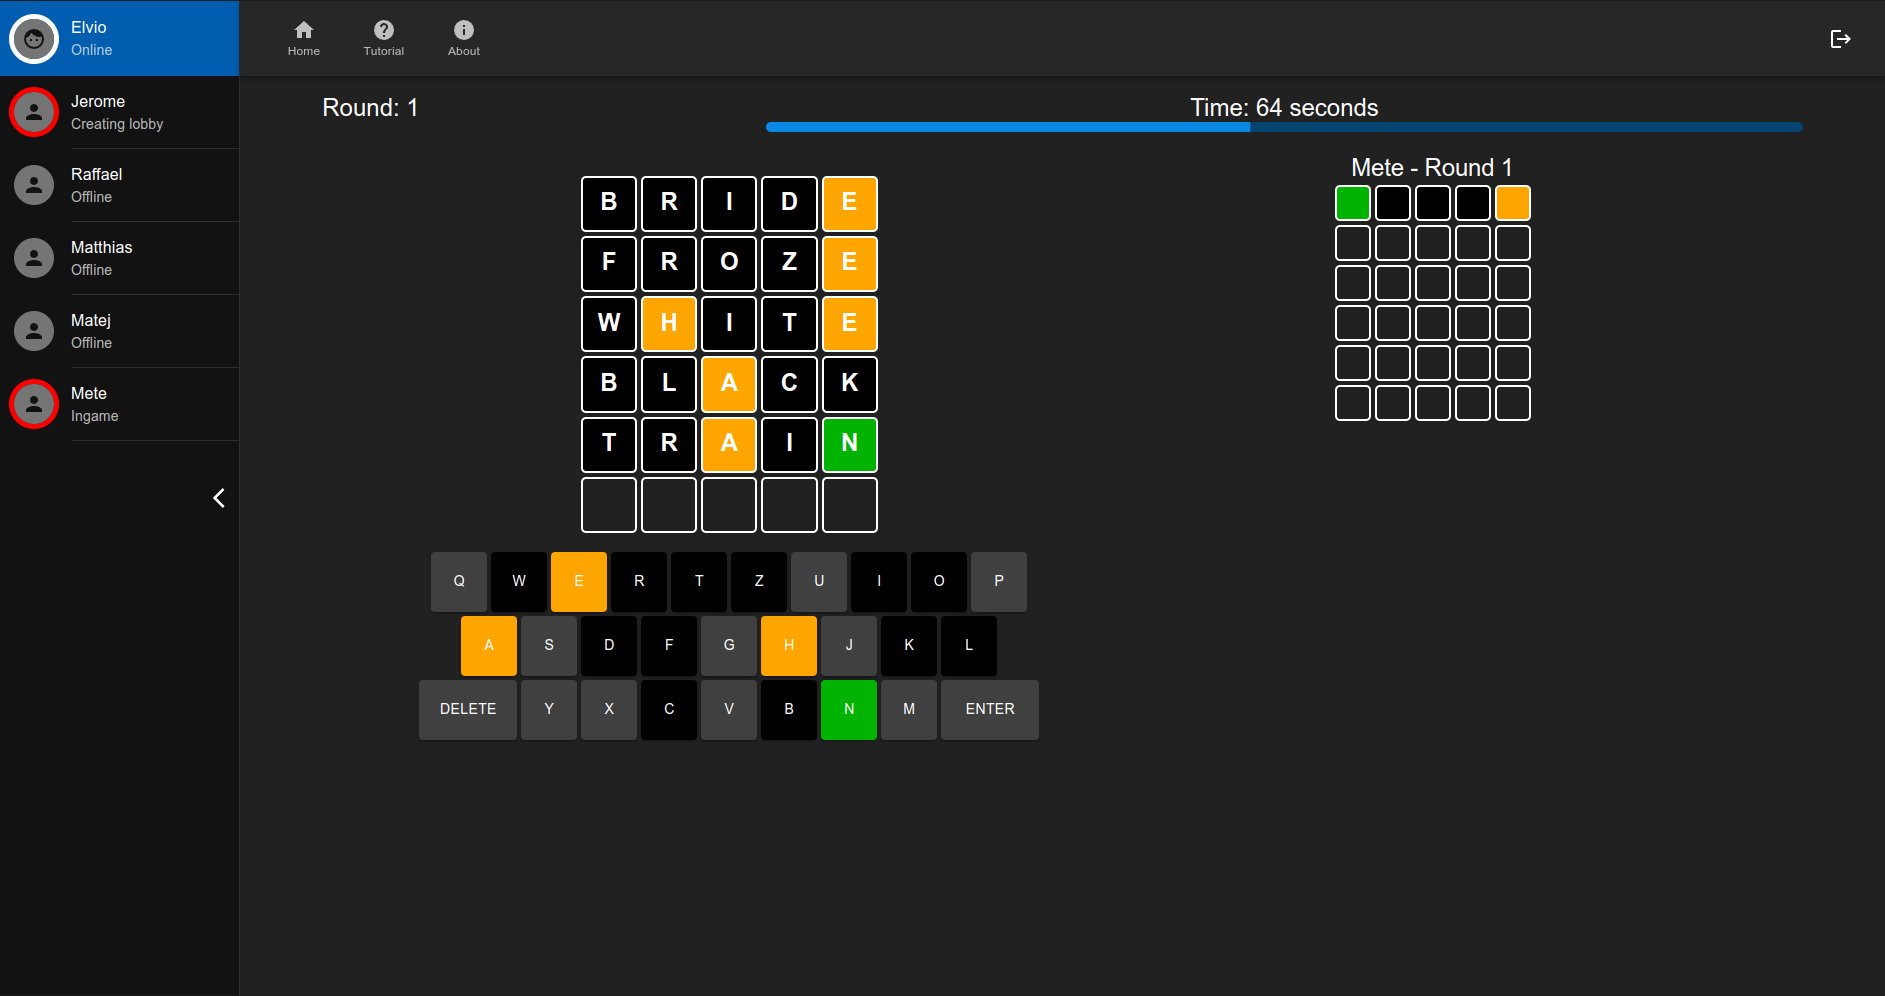 Elvio
Online
Home
Tutorial
About
Jerome
Creating lobby
Raffael
Offline
Matthias
Offline
Matej
Offline
Mete
Ingame
Round: 1
Time: 64 seconds
B R I D E
F R O Z E
W H I T E
B L A C K
T R A I N
Q W E R T Z U I O P
A S D F G H J K L
DELETE Y X C V B N M ENTER
Mete - Round 1